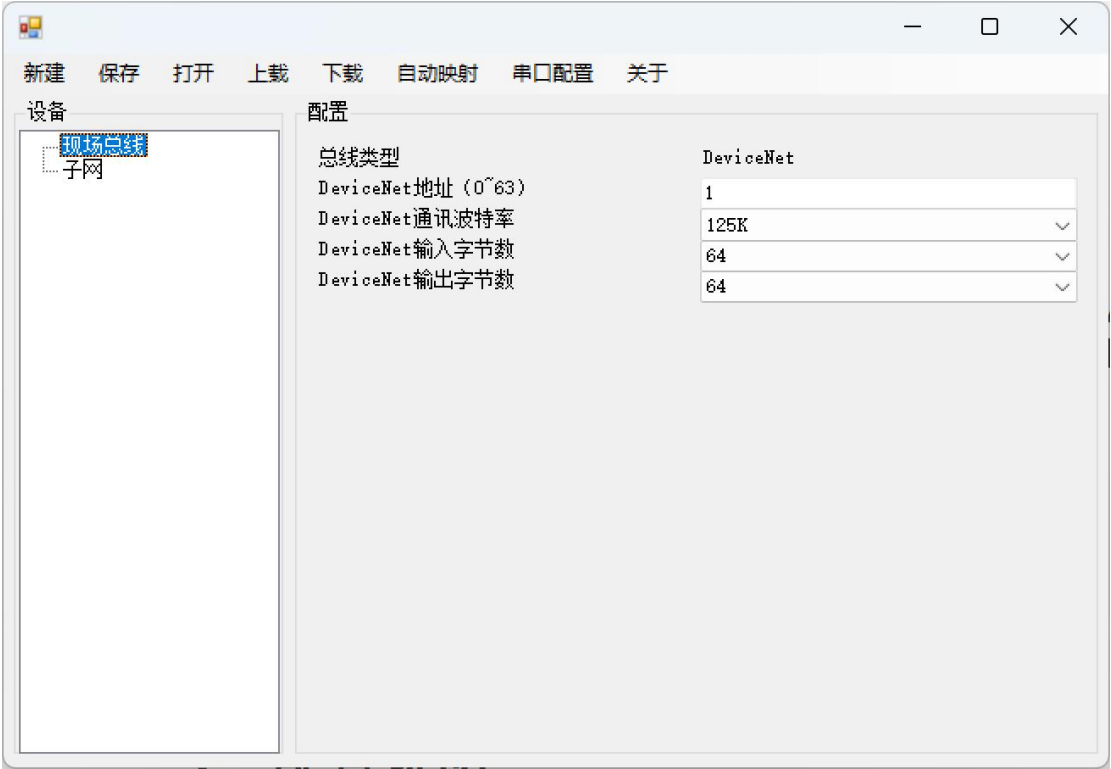 新建 保存 打开 上载 下载 自动映射 串口配置 关于
设备
现场总线
子网
配置
总线类型 DeviceNet
DeviceNet地址（0~63） 1
DeviceNet通讯波特率 125K
DeviceNet输入字节数 64
DeviceNet输出字节数 64